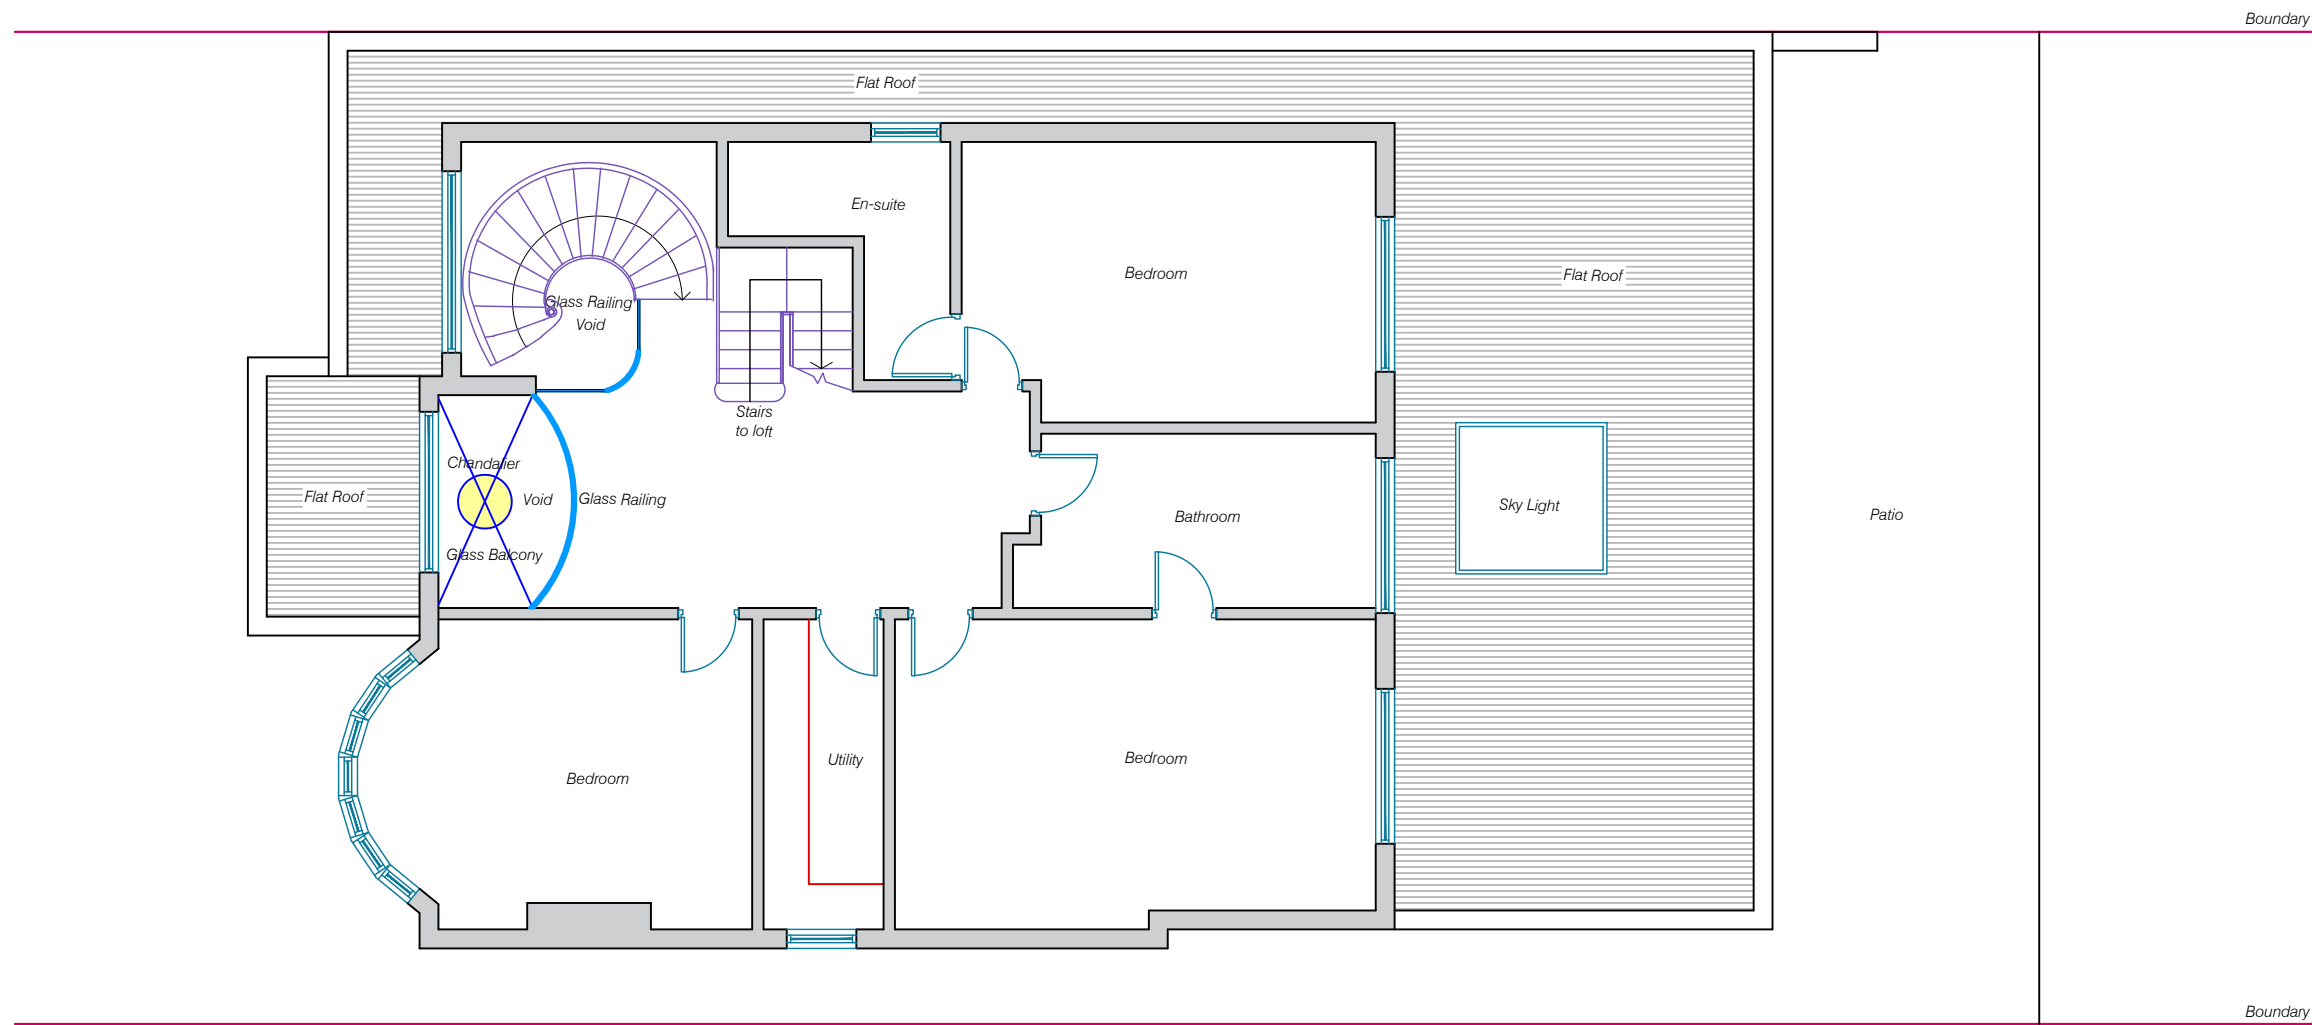 Boundary
Flat Roof
En-suite
Bedroom
Flat Roof
Glass Railing
Void
Stairs
to loft
Chandalier
Flat Roof
Void
Glass Railing
Sky Light
Patio
Bathroom
Glass Balcony
Bedroom
Utility
Bedroom
Boundary